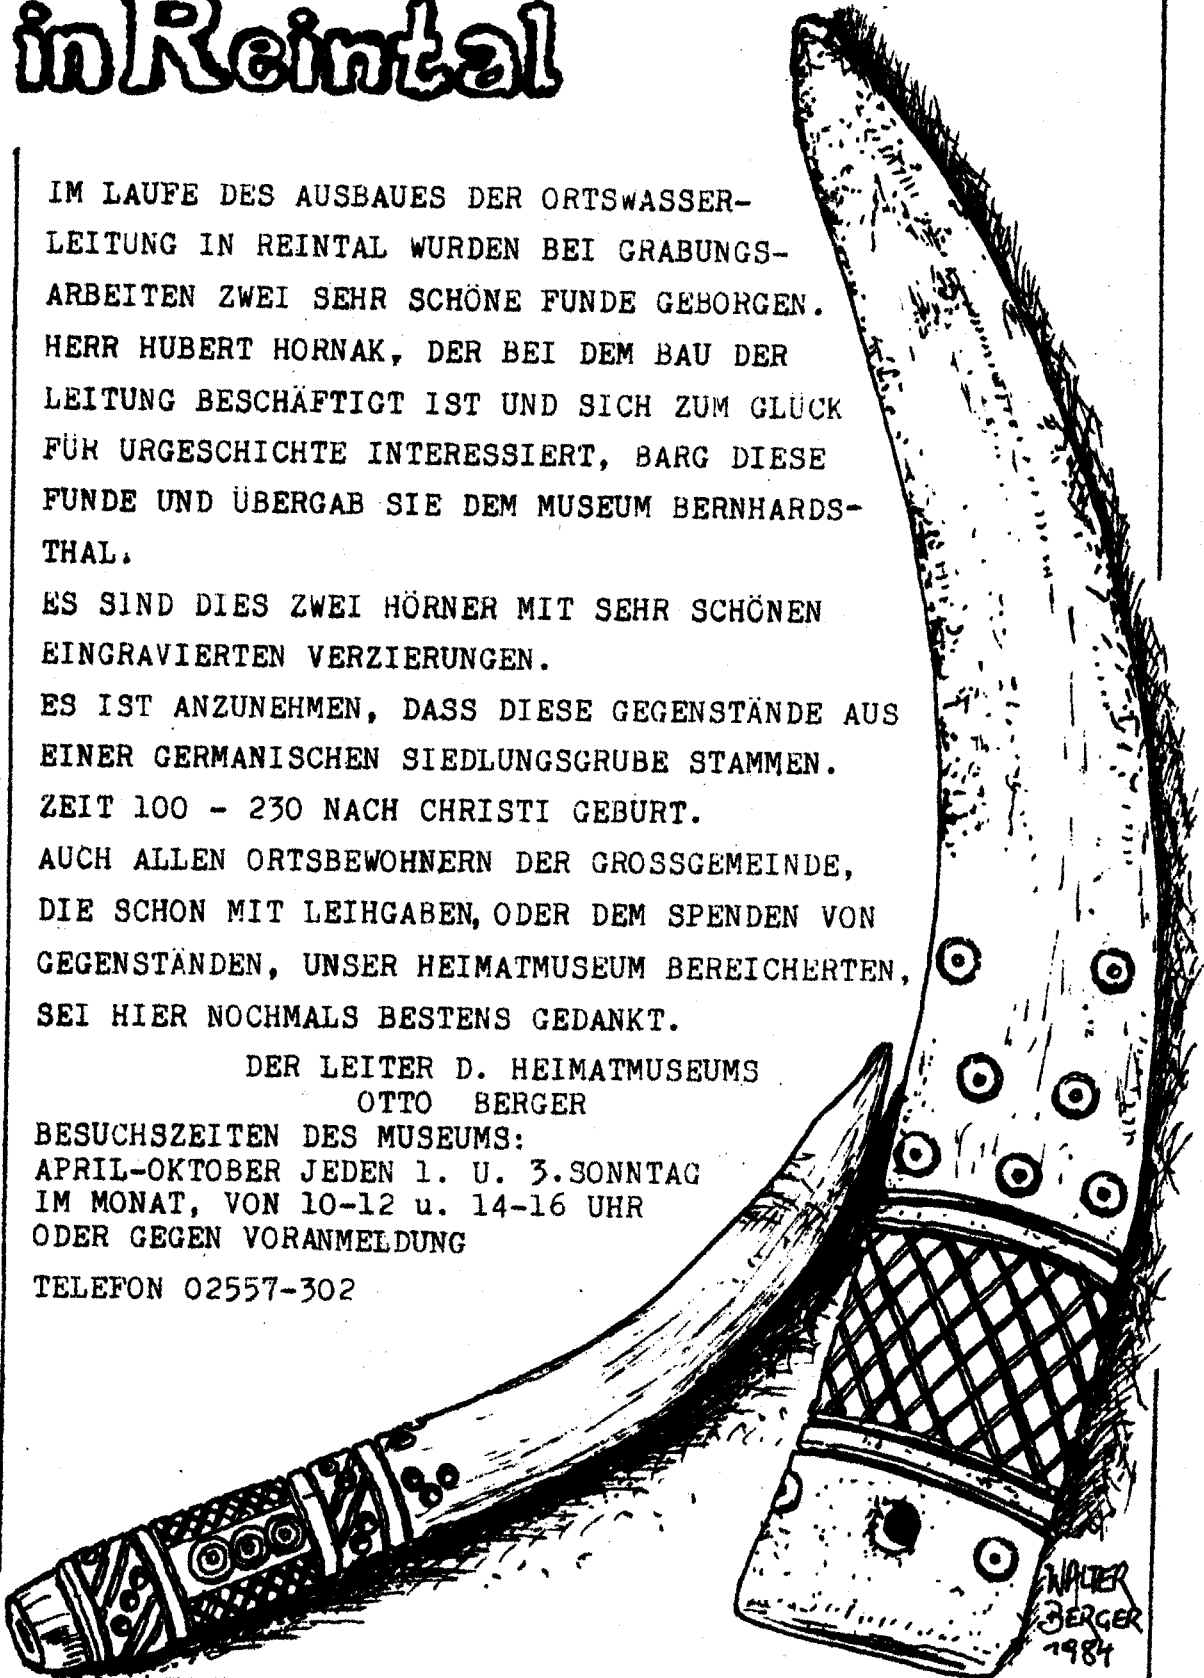 in Reintal
IM LAUFE DES AUSBAUES DER ORTSWASSER-
LEITUNG IN REINTAL WURDEN BEI GRABUNGS-
ARBEITEN ZWEI SEHR SCHÖNE FUNDE GEBORGEN.
HERR HUBERT HORNAK, DER BEI DEM BAU DER
LEITUNG BESCHÄFTIGT IST UND SICH ZUM GLÜCK
FÜR URGESCHICHTE INTERESSIERT, BARG DIESE
FUNDE UND ÜBERGAB SIE DEM MUSEUM BERNHARDS-
THAL.
ES SIND DIES ZWEI HÖRNER MIT SEHR SCHÖNEN
EINGRAVIERTEN VERZIERUNGEN.
ES IST ANZUNEHMEN, DASS DIESE GEGENSTÄNDE AUS
EINER GERMANISCHEN SIEDLUNGSGRUBE STAMMEN.
ZEIT 100 - 230 NACH CHRISTI GEBURT.
AUCH ALLEN ORTSBEWOHNERN DER GROSSGEMEINDE,
DIE SCHON MIT LEIHGABEN, ODER DEM SPENDEN VON
GEGENSTÄNDEN, UNSER HEIMATMUSEUM BEREICHERTEN,
SEI HIER NOCHMALS BESTENS GEDANKT.
DER LEITER D. HEIMATMUSEUMS
OTTO BERGER
BESUCHSZEITEN DES MUSEUMS:
APRIL-OKTOBER JEDEN 1. U. 3.SONNTAG
IM MONAT, VON 10-12 u. 14-16 UHR
ODER GEGEN VORANMELDUNG
TELEFON 02557-302
WALTER
BERGER
1984